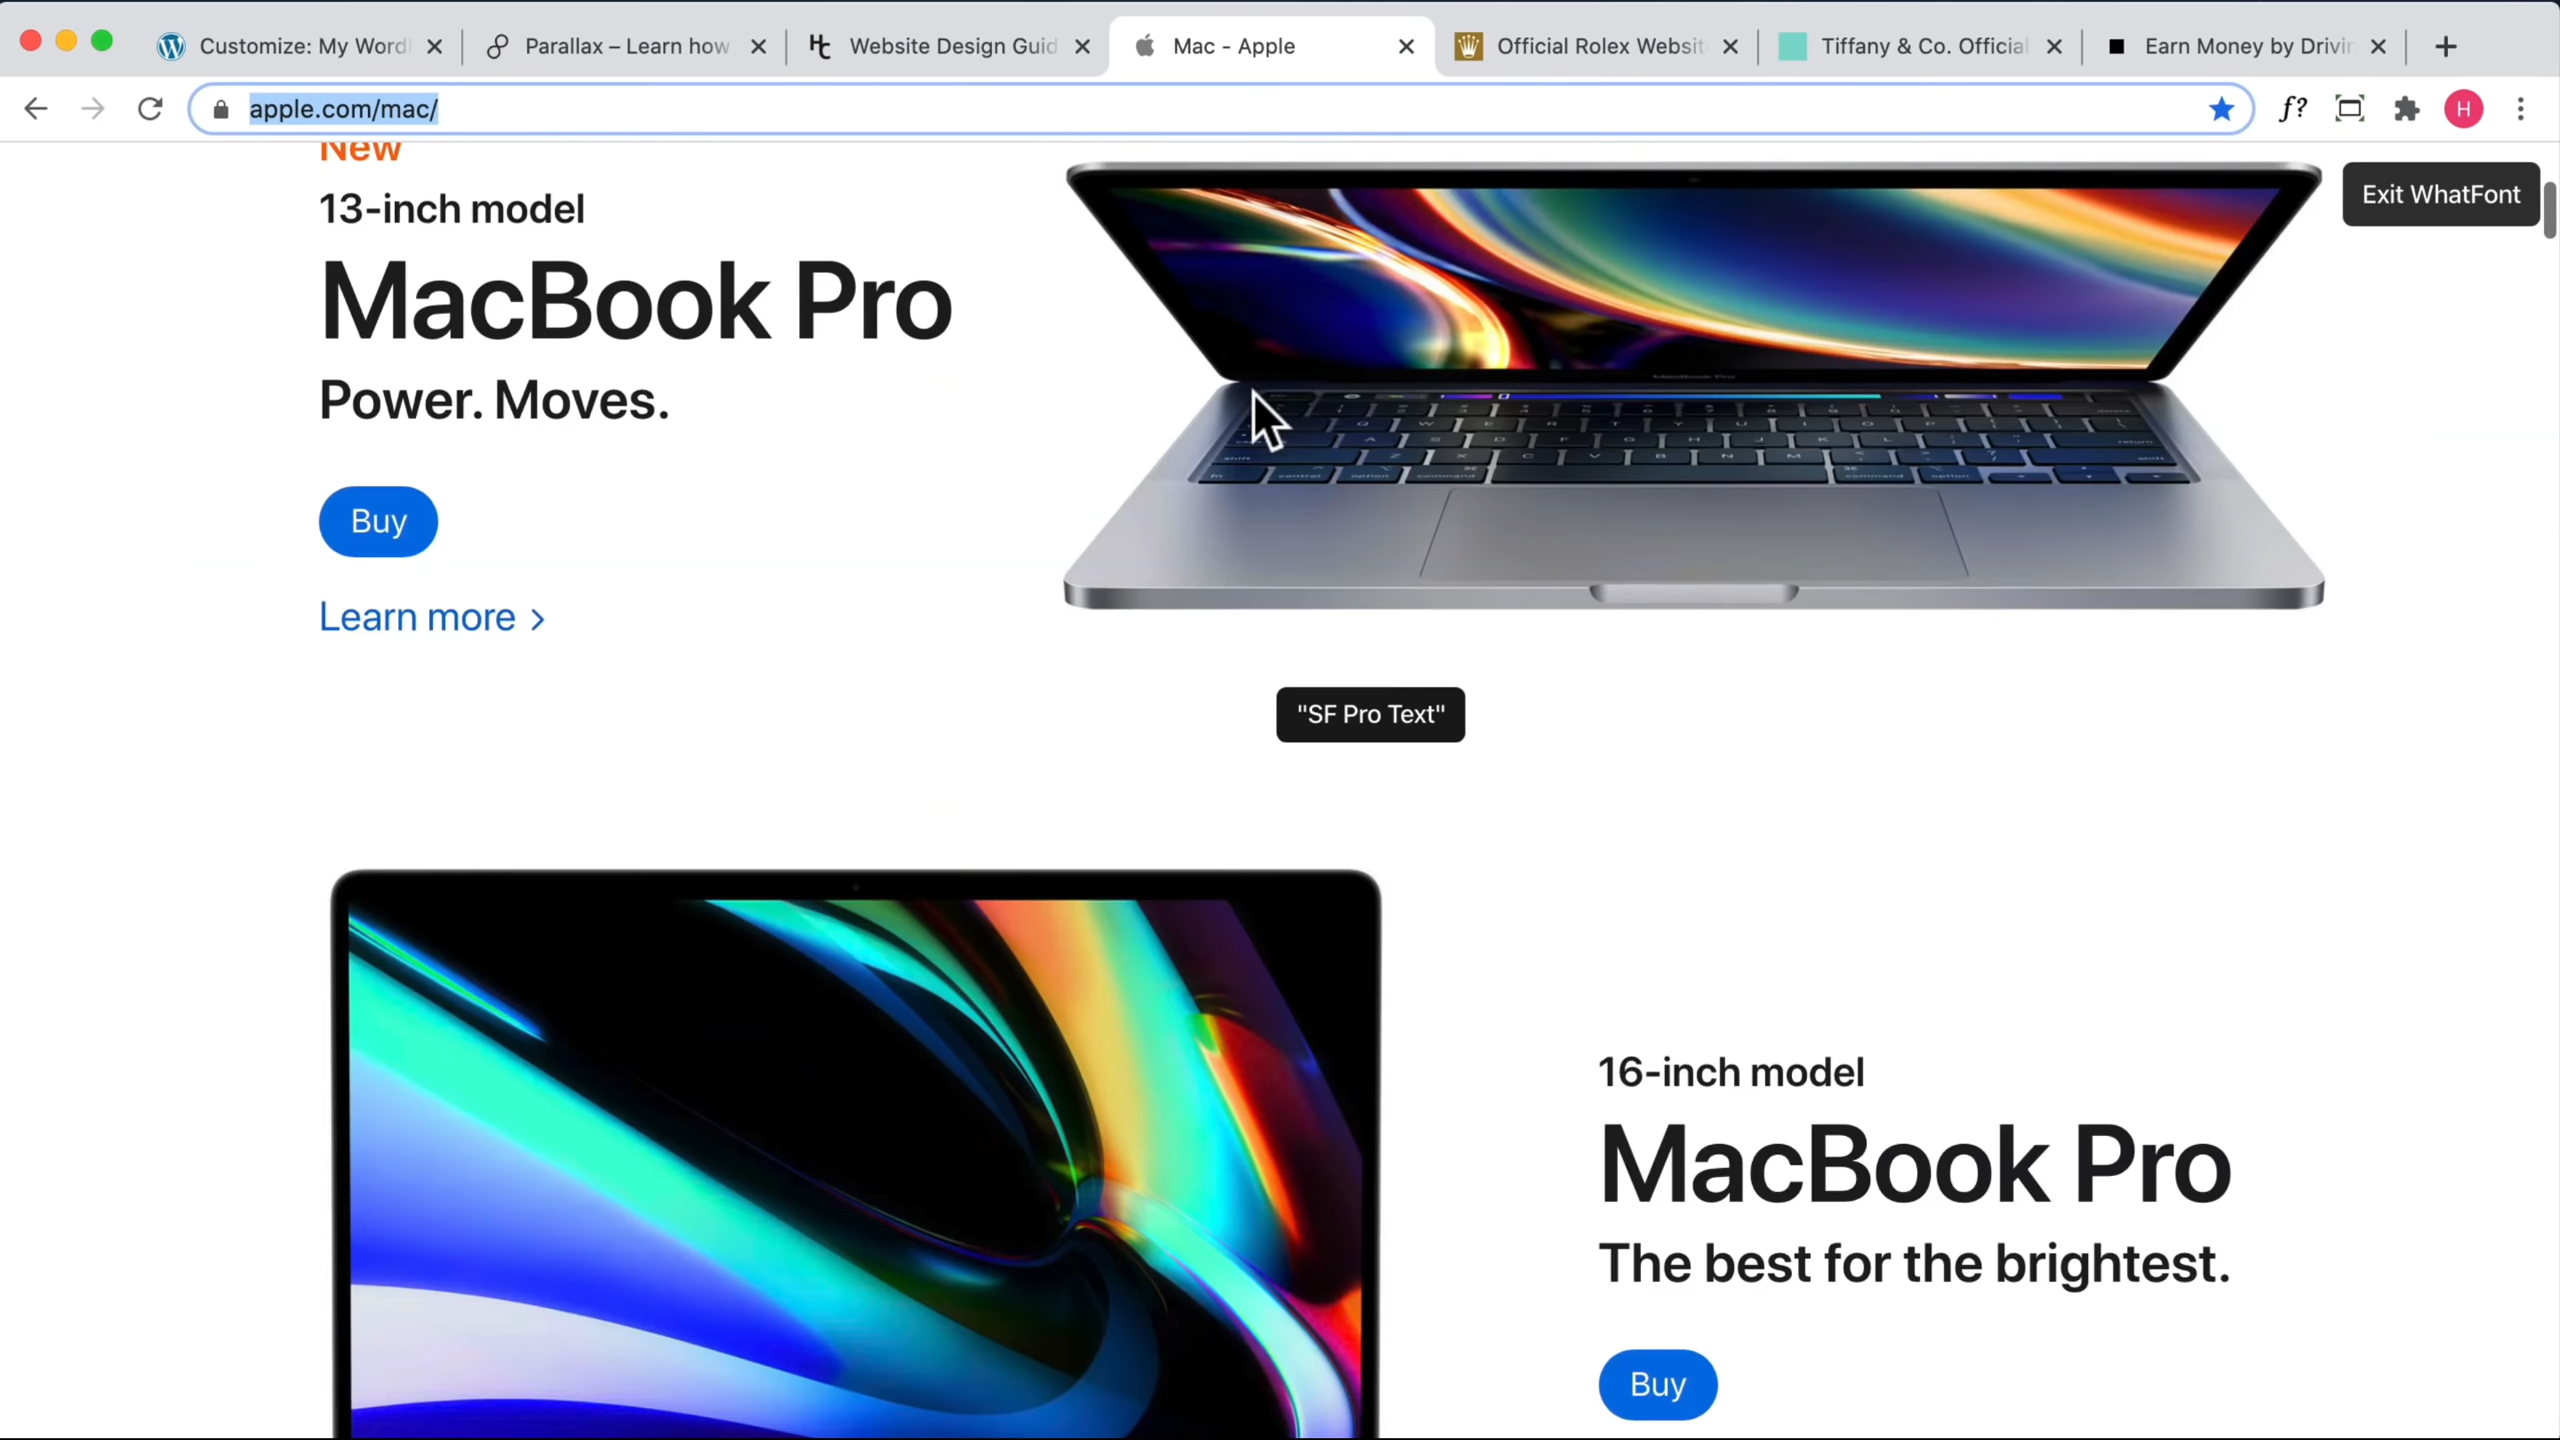 Customize: My Word
Parallax – Learn how
Website Design Guid
Mac - Apple
Official Rolex Websit
Tiffany & Co. Official
Earn Money by Drivin
apple.com/mac/
f?
H
New
13-inch model
MacBook Pro
Power. Moves.
Buy
Learn more >
Exit WhatFont
"SF Pro Text"
16-inch model
MacBook Pro
The best for the brightest.
Buy